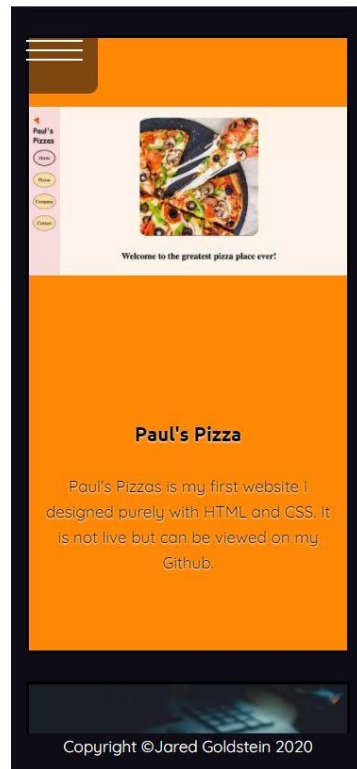 Paul's
Pizzas
Home
Pizzas
Company
Contact
Welcome to the greatest pizza place ever!
Paul's Pizza
Paul's Pizzas is my first website I
designed purely with HTML and CSS. It
is not live but can be viewed on my
Github.
Copyright ©Jared Goldstein 2020